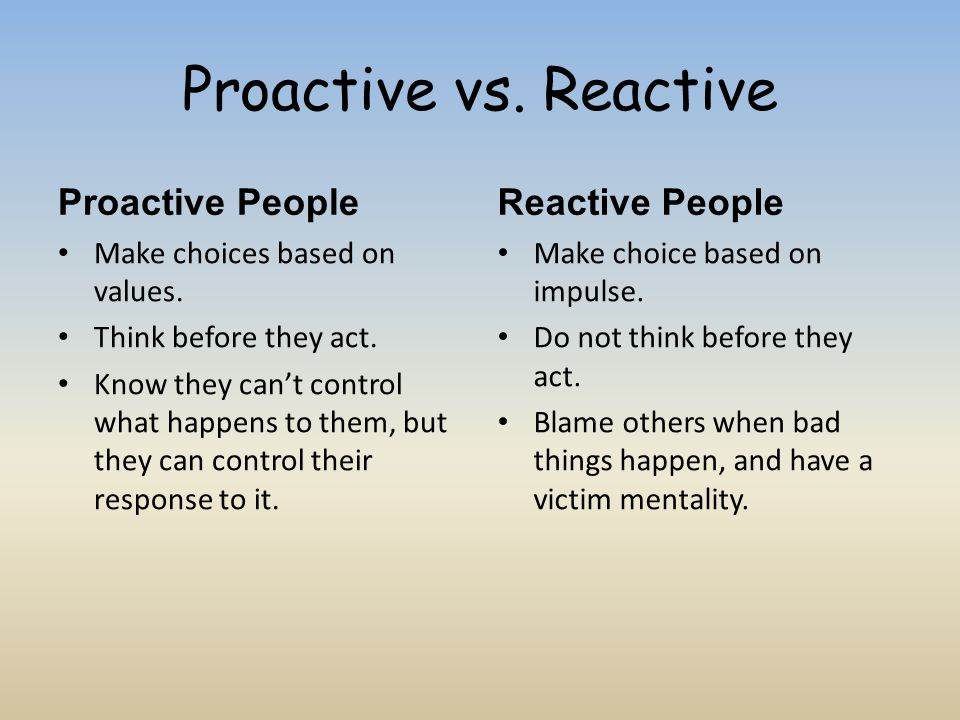 Proactive vs. Reactive
Proactive People
• Make choices based on
values.
• Think before they act.
• Know they can’t control
what happens to them, but
they can control their
response to it.
Reactive People
• Make choice based on
impulse.
• Do not think before they
act.
• Blame others when bad
things happen, and have a
victim mentality.